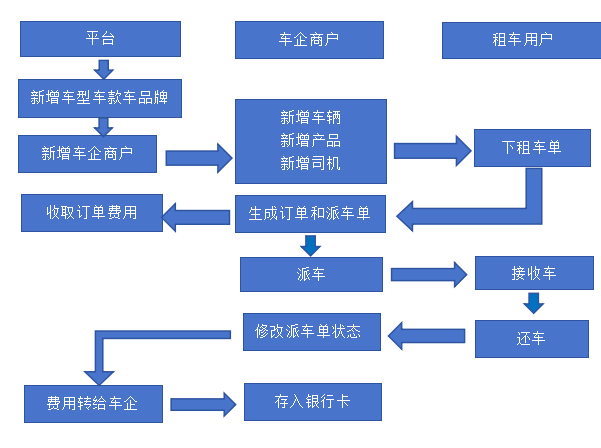 平台
车企商户
租车用户
新增车型车款车品牌
新增车辆
新增产品
新增司机
新增车企商户
下租车单
收取订单费用
生成订单和派车单
派车
接收车
修改派车单状态
还车
费用转给车企
存入银行卡